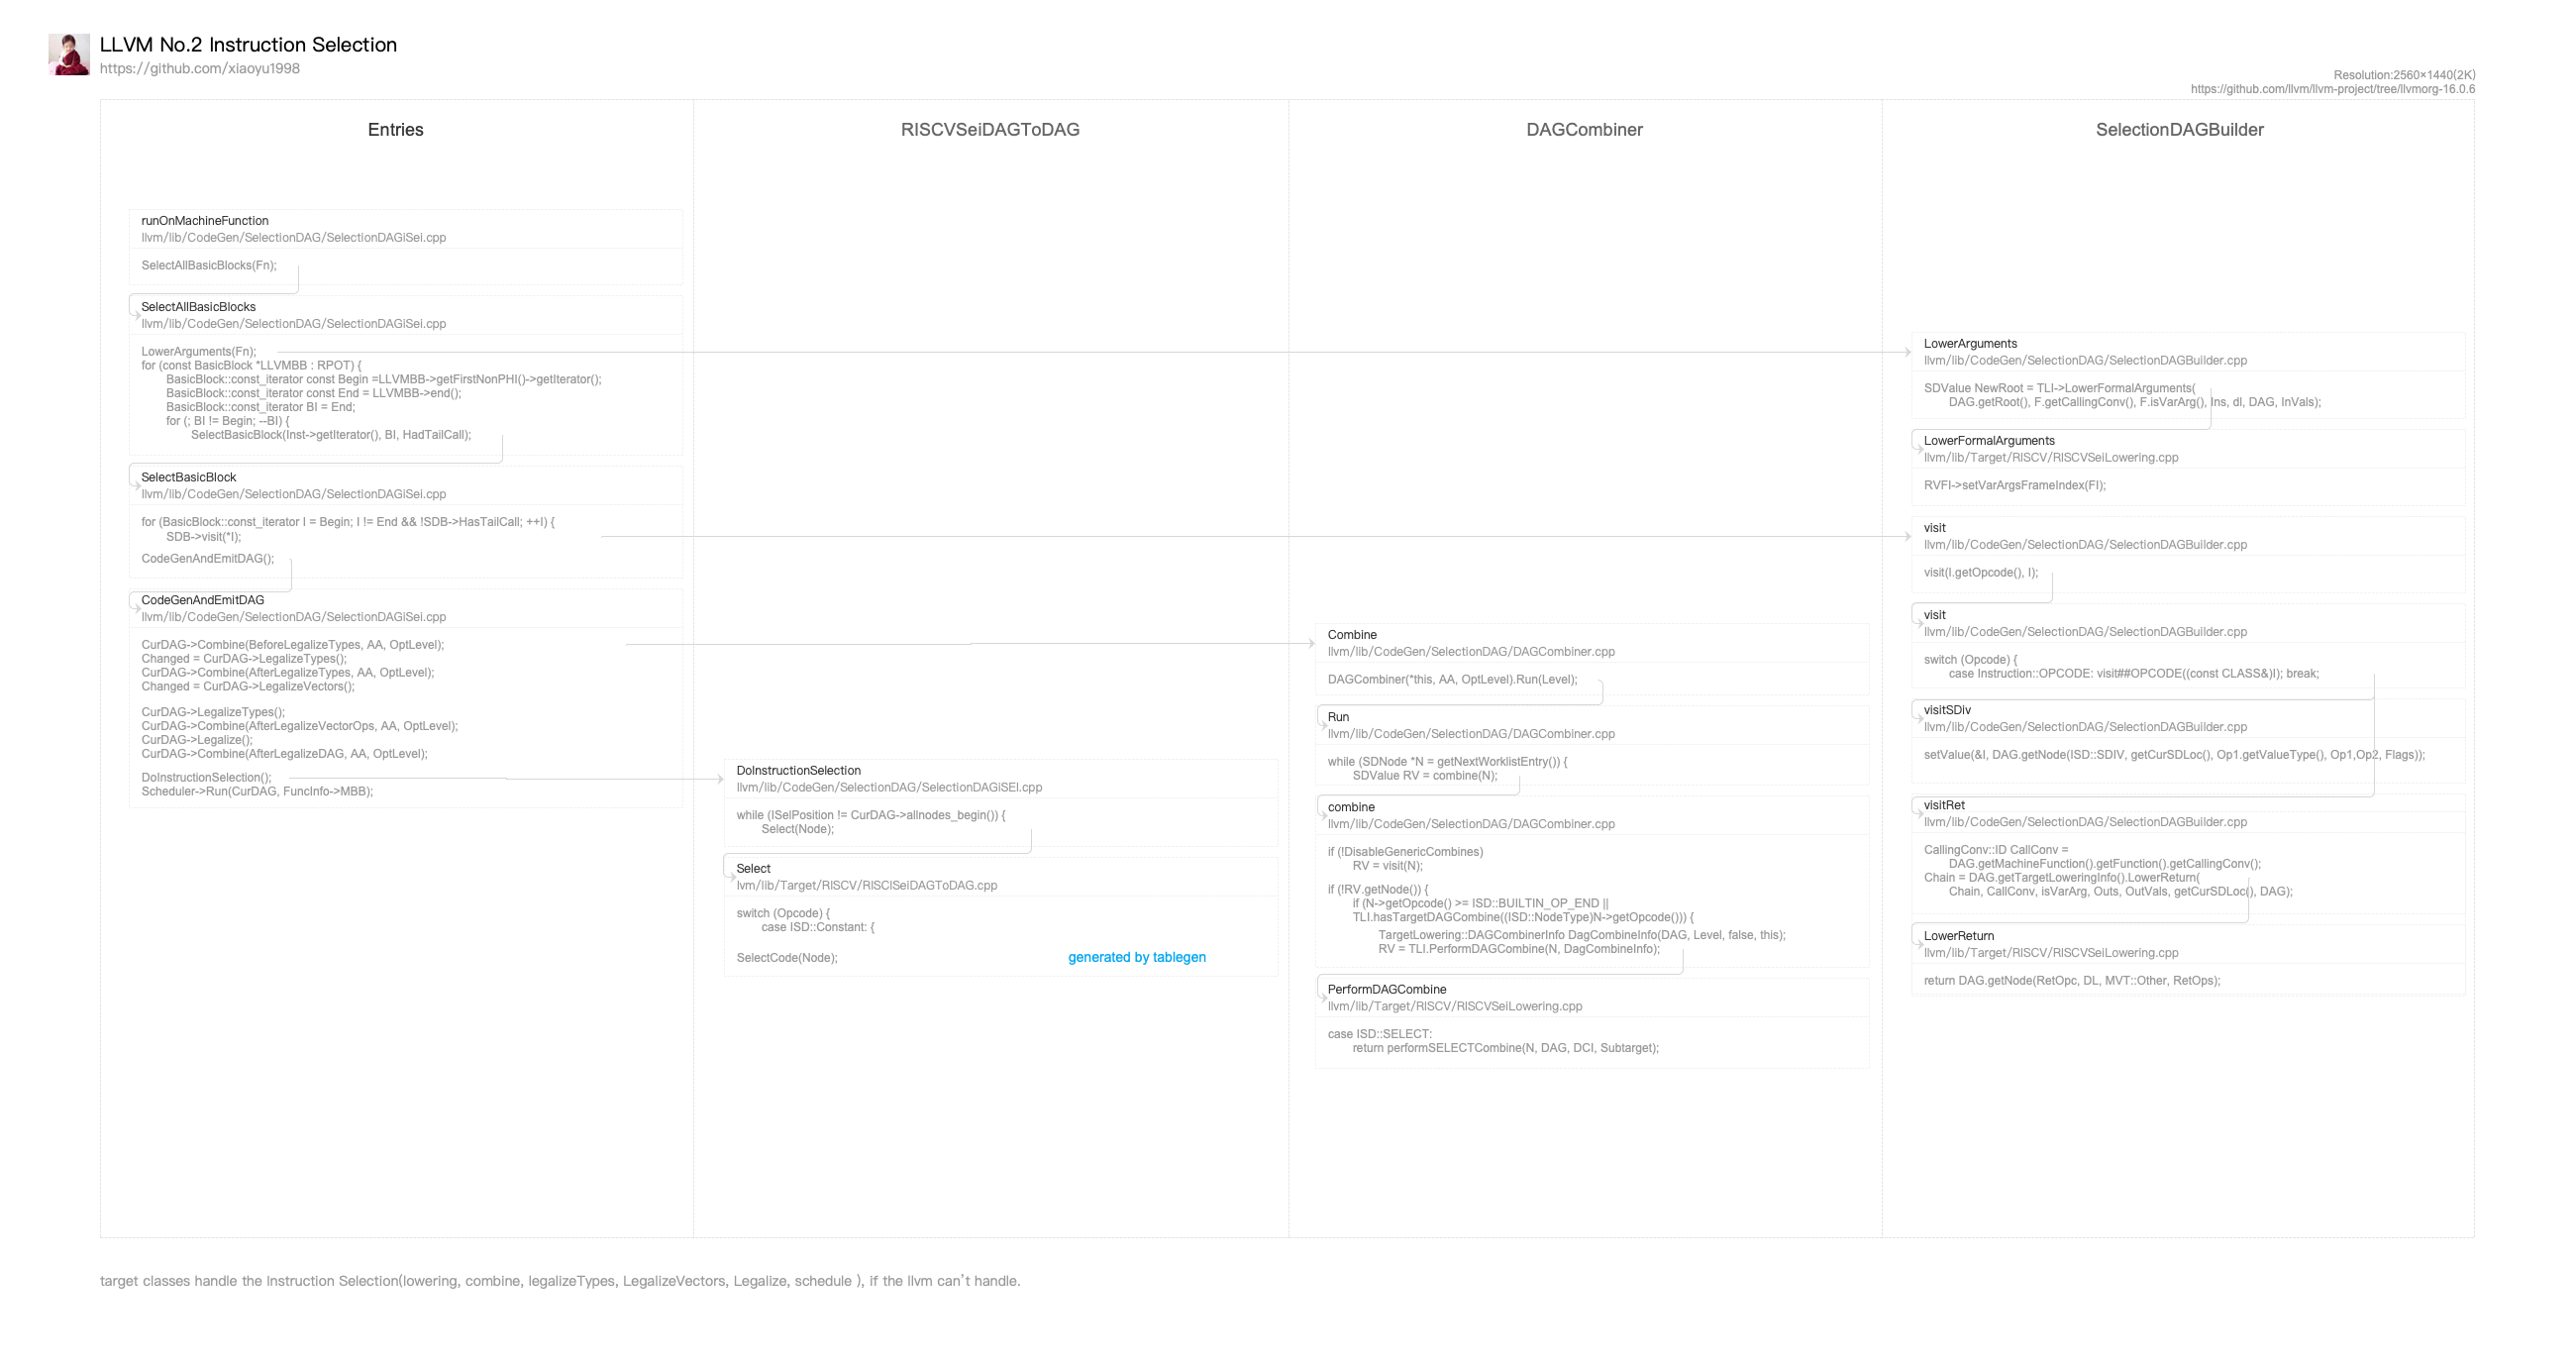 LLVM No.2 Instruction Selection
https://github.com/xiaoyu1998
Resolution:2560×1440(2K)
https://github.com/llvm/llvm-project/tree/llvmorg-16.0.6
Entries
runOnMachineFunction
llvm/lib/CodeGen/SelectionDAG/SelectionDAGiSei.cpp
SelectAllBasicBlocks(Fn);
SelectAllBasicBlocks
llvm/lib/CodeGen/SelectionDAG/SelectionDAGiSei.cpp
LowerArguments(Fn);
for (const BasicBlock *LLVMBB : RPOT) {
BasicBlock::const_iterator const Begin =LLVMBB->getFirstNonPHI()->getIterator();
BasicBlock::const_iterator const End = LLVMBB->end();
BasicBlock::const_iterator BI = End;
for (; BI != Begin; --BI) {
SelectBasicBlock(Inst->getIterator(), BI, HadTailCall);
SelectBasicBlock
llvm/lib/CodeGen/SelectionDAG/SelectionDAGiSei.cpp
for (BasicBlock::const_iterator I = Begin; I != End && !SDB->HasTailCall; ++I) {
SDB->visit(*I);
CodeGenAndEmitDAG();
CodeGenAndEmitDAG
llvm/lib/CodeGen/SelectionDAG/SelectionDAGiSei.cpp
CurDAG->Combine(BeforeLegalizeTypes, AA, OptLevel);
Changed = CurDAG->LegalizeTypes();
CurDAG->Combine(AfterLegalizeTypes, AA, OptLevel);
Changed = CurDAG->LegalizeVectors();
CurDAG->LegalizeTypes();
CurDAG->Combine(AfterLegalizeVectorOps, AA, OptLevel);
CurDAG->Legalize();
CurDAG->Combine(AfterLegalizeDAG, AA, OptLevel);
DoInstructionSelection();
Scheduler->Run(CurDAG, FuncInfo->MBB);
RISCVSeiDAGToDAG
DoInstructionSelection
llvm/lib/CodeGen/SelectionDAG/SelectionDAGiSEl.cpp
while (ISelPosition != CurDAG->allnodes_begin()) {
Select(Node);
Select
lvm/lib/Target/RISCV/RISCISeiDAGToDAG.cpp
switch (Opcode) {
case ISD::Constant: {
SelectCode(Node);
generated by tablegen
DAGCombiner
Combine
llvm/lib/CodeGen/SelectionDAG/DAGCombiner.cpp
DAGCombiner(*this, AA, OptLevel).Run(Level);
Run
llvm/lib/CodeGen/SelectionDAG/DAGCombiner.cpp
while (SDNode *N = getNextWorklistEntry()) {
SDValue RV = combine(N);
combine
llvm/lib/CodeGen/SelectionDAG/DAGCombiner.cpp
if (!DisableGenericCombines)
RV = visit(N);
if (!RV.getNode()) {
if (N->getOpcode() >= ISD::BUILTIN_OP_END ||
TLI.hasTargetDAGCombine((ISD::NodeType)N->getOpcode())) {
TargetLowering::DAGCombinerInfo DagCombineInfo(DAG, Level, false, this);
RV = TLI.PerformDAGCombine(N, DagCombineInfo);
PerformDAGCombine
llvm/lib/Target/RISCV/RISCVSeiLowering.cpp
case ISD::SELECT:
return performSELECTCombine(N, DAG, DCI, Subtarget);
SelectionDAGBuilder
LowerArguments
llvm/lib/CodeGen/SelectionDAG/SelectionDAGBuilder.cpp
SDValue NewRoot = TLI->LowerFormalArguments(
DAG.getRoot(), F.getCallingConv(), F.isVarArg(), Ins, dl, DAG, InVals);
LowerFormalArguments
llvm/lib/Target/RISCV/RISCVSeiLowering.cpp
RVFI->setVarArgsFrameIndex(FI);
visit
llvm/lib/CodeGen/SelectionDAG/SelectionDAGBuilder.cpp
visit(I.getOpcode(), I);
visit
llvm/lib/CodeGen/SelectionDAG/SelectionDAGBuilder.cpp
switch (Opcode) {
case Instruction::OPCODE: visit##OPCODE((const CLASS&)I); break;
visitSDiv
llvm/lib/CodeGen/SelectionDAG/SelectionDAGBuilder.cpp
setValue(&I, DAG.getNode(ISD::SDIV, getCurSDLoc(), Op1.getValueType(), Op1,Op2, Flags));
visitRet
llvm/lib/CodeGen/SelectionDAG/SelectionDAGBuilder.cpp
CallingConv::ID CallConv =
DAG.getMachineFunction().getFunction().getCallingConv();
Chain = DAG.getTargetLoweringInfo().LowerReturn(
Chain, CallConv, isVarArg, Outs, OutVals, getCurSDLoc(), DAG);
LowerReturn
llvm/lib/Target/RISCV/RISCVSeiLowering.cpp
return DAG.getNode(RetOpc, DL, MVT::Other, RetOps);
target classes handle the Instruction Selection(lowering, combine, legalizeTypes, LegalizeVectors, Legalize, schedule ), if the llvm can't handle.